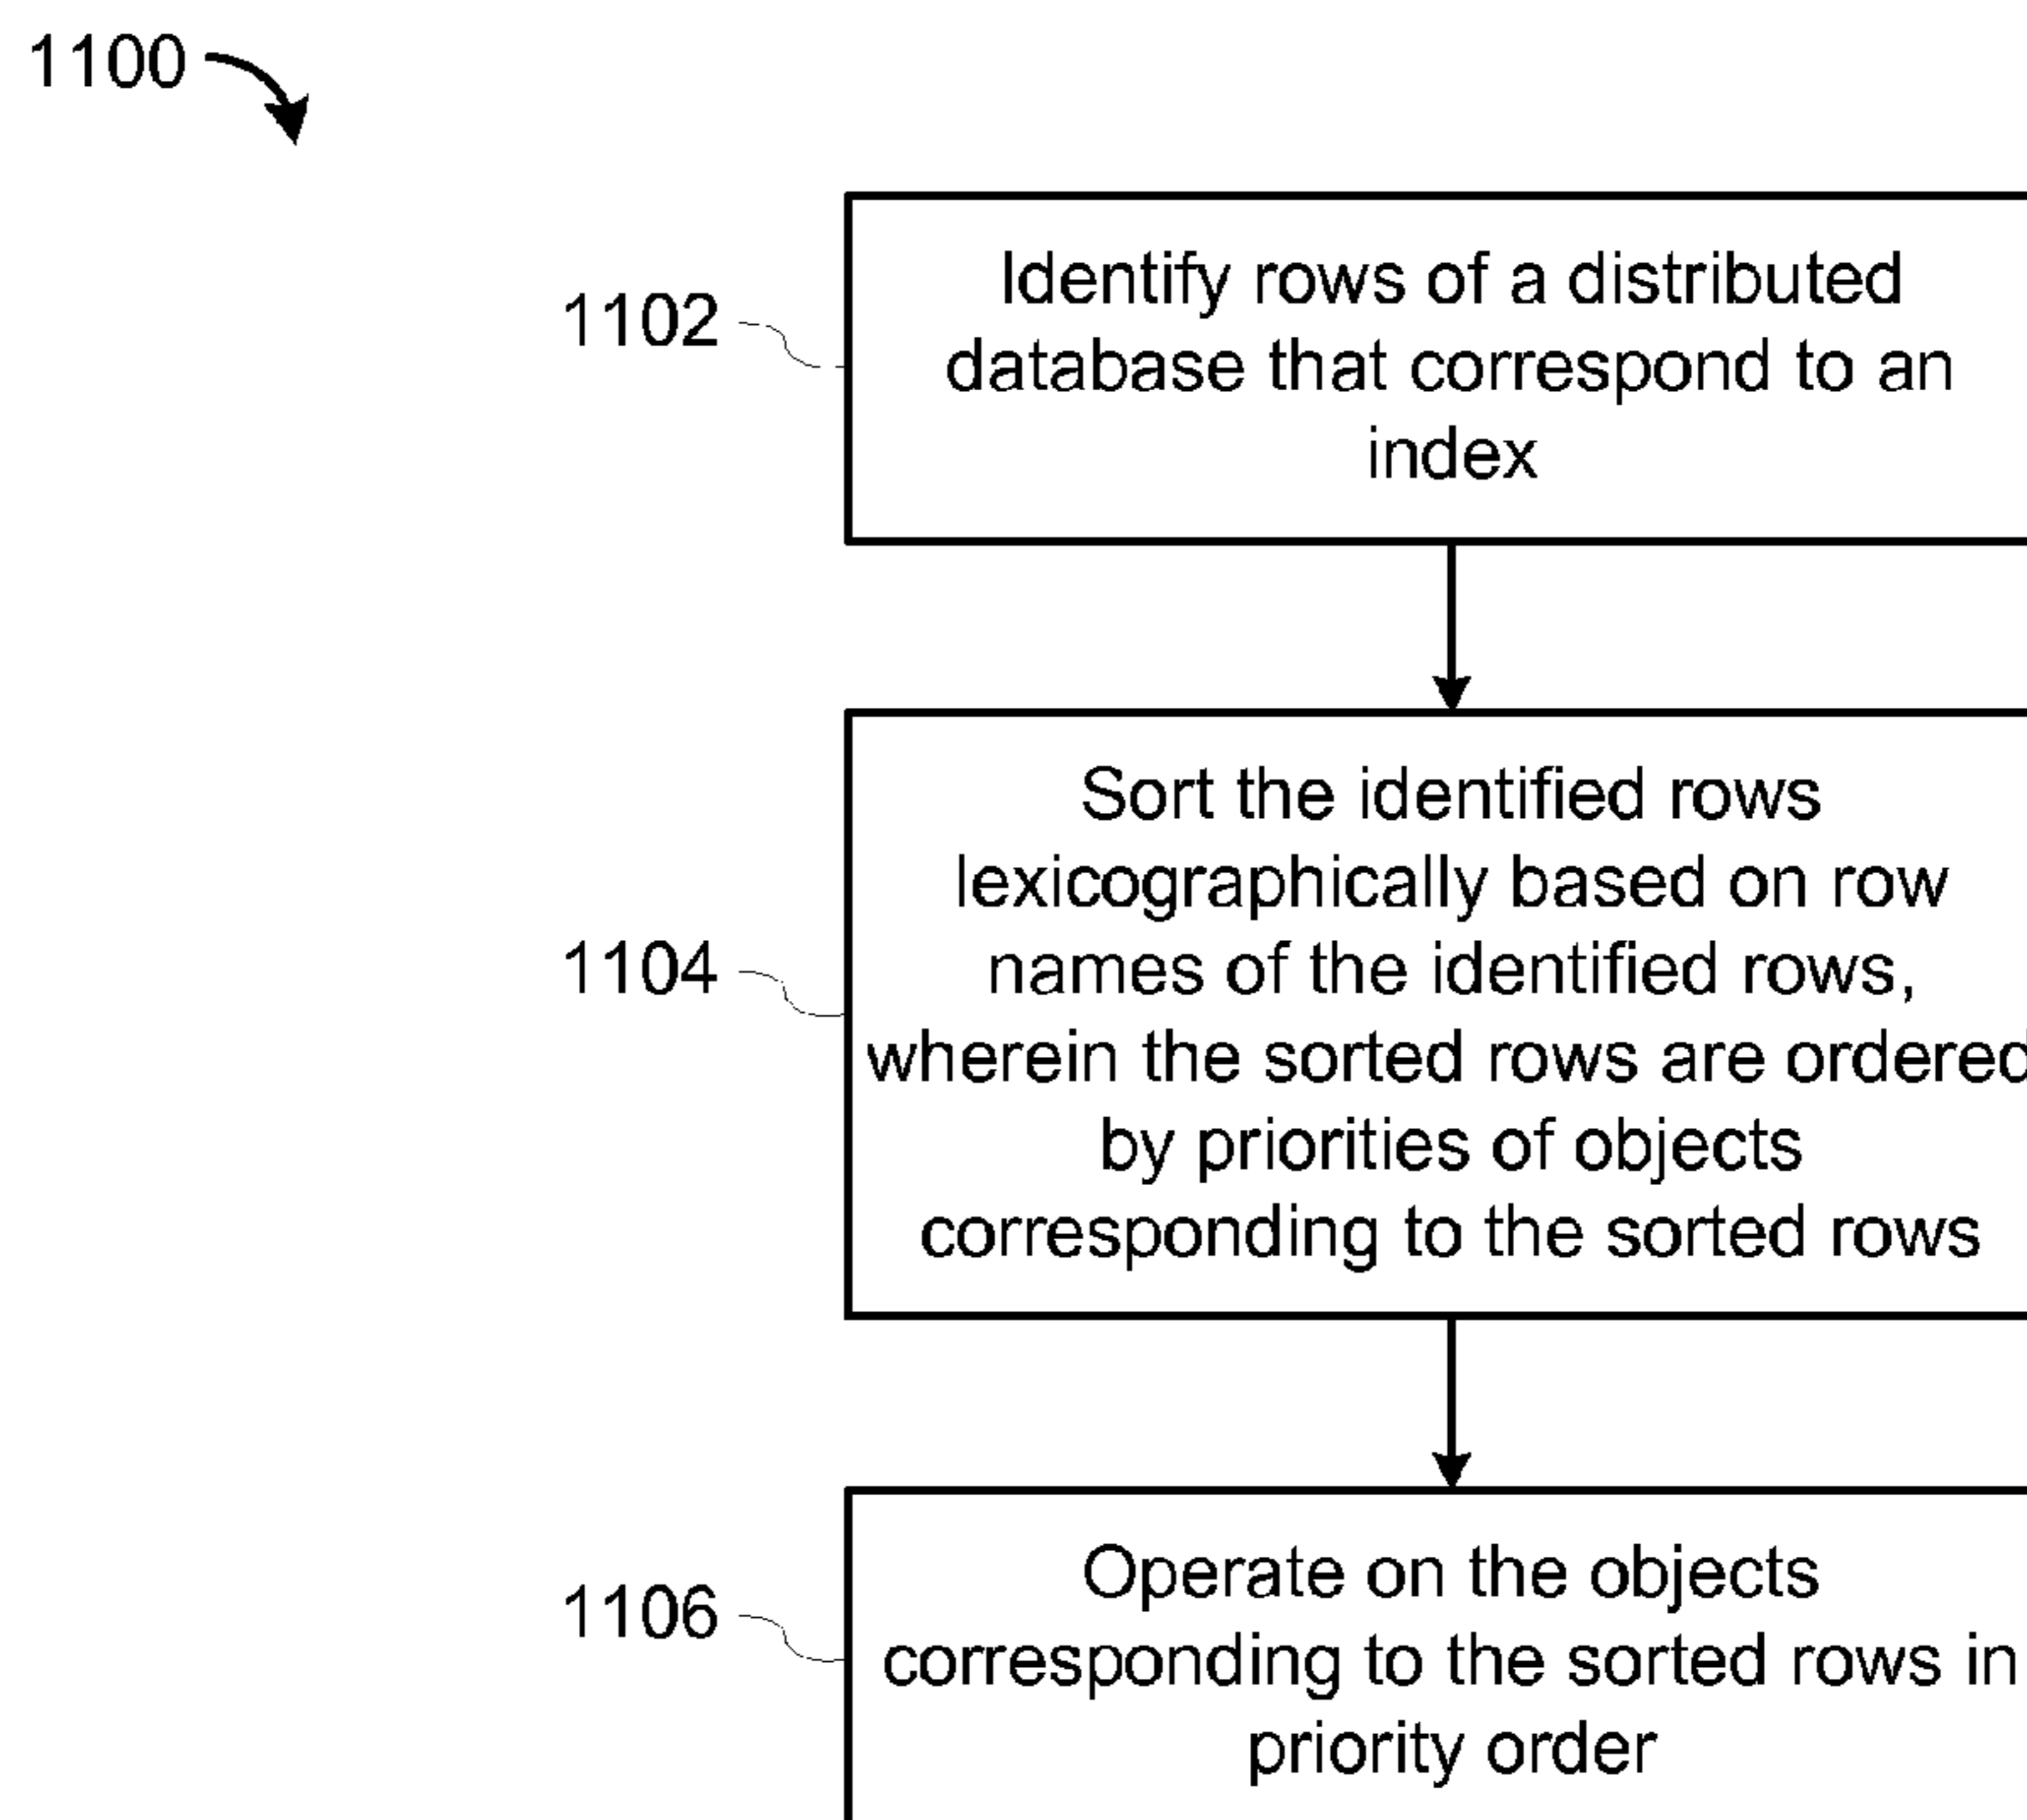 1100
1102
Identify rows of a distributed
database that correspond to an
index
1104
Sort the identified rows
lexicographically based on row
names of the identified rows,
wherein the sorted rows are ordered
by priorities of objects
corresponding to the sorted rows
1106
Operate on the objects
corresponding to the sorted rows in
priority order